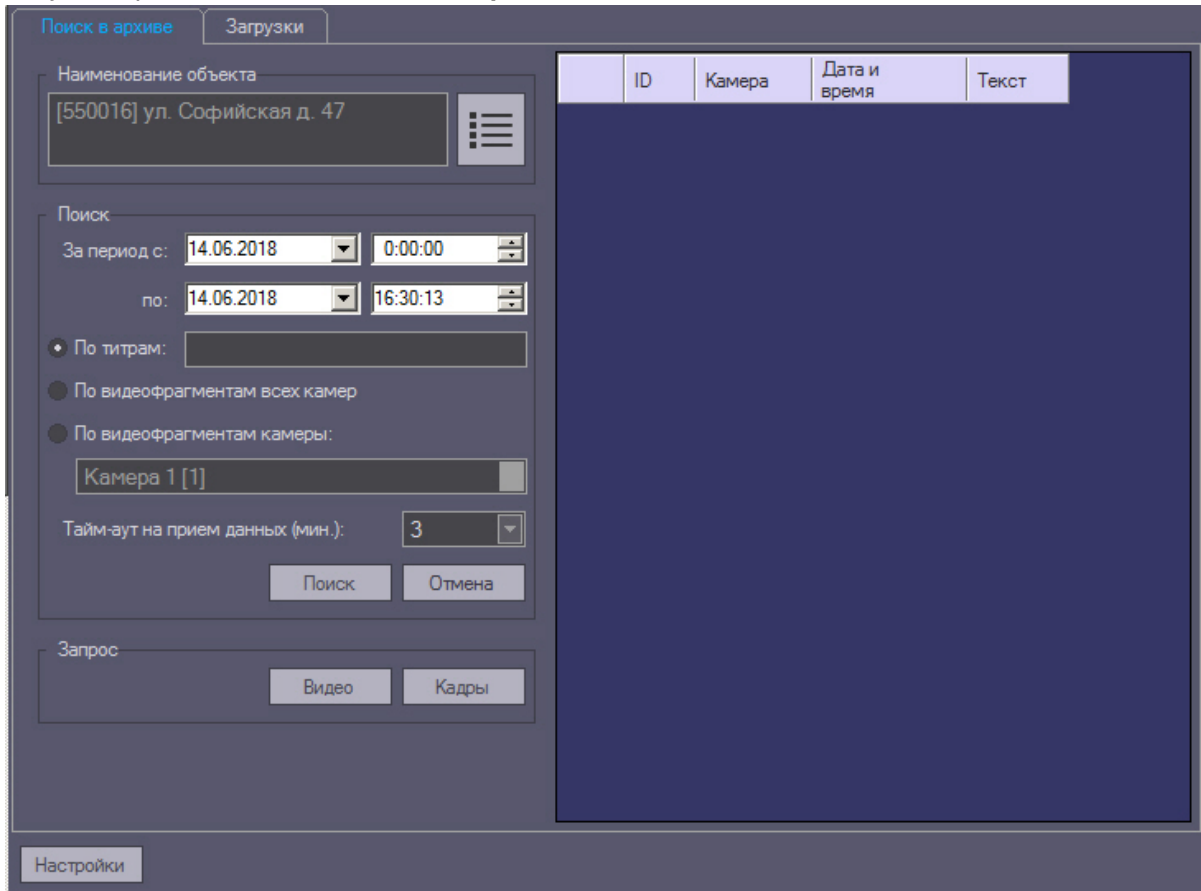 Поиск в архиве
Загрузки
Наименование объекта
[550016] ул. Софийская д. 47
Поиск
За период с: 14.06.2018 0:00:00
по: 14.06.2018 16:30:13
По титрам:
По видеофрагментам всех камер
По видеофрагментам камеры:
Камера 1 [1]
Тайм-аут на прием данных (мин.): 3
Поиск Отмена
Запрос
Видео Кадры
ID Камера Дата и время Текст
Настройки